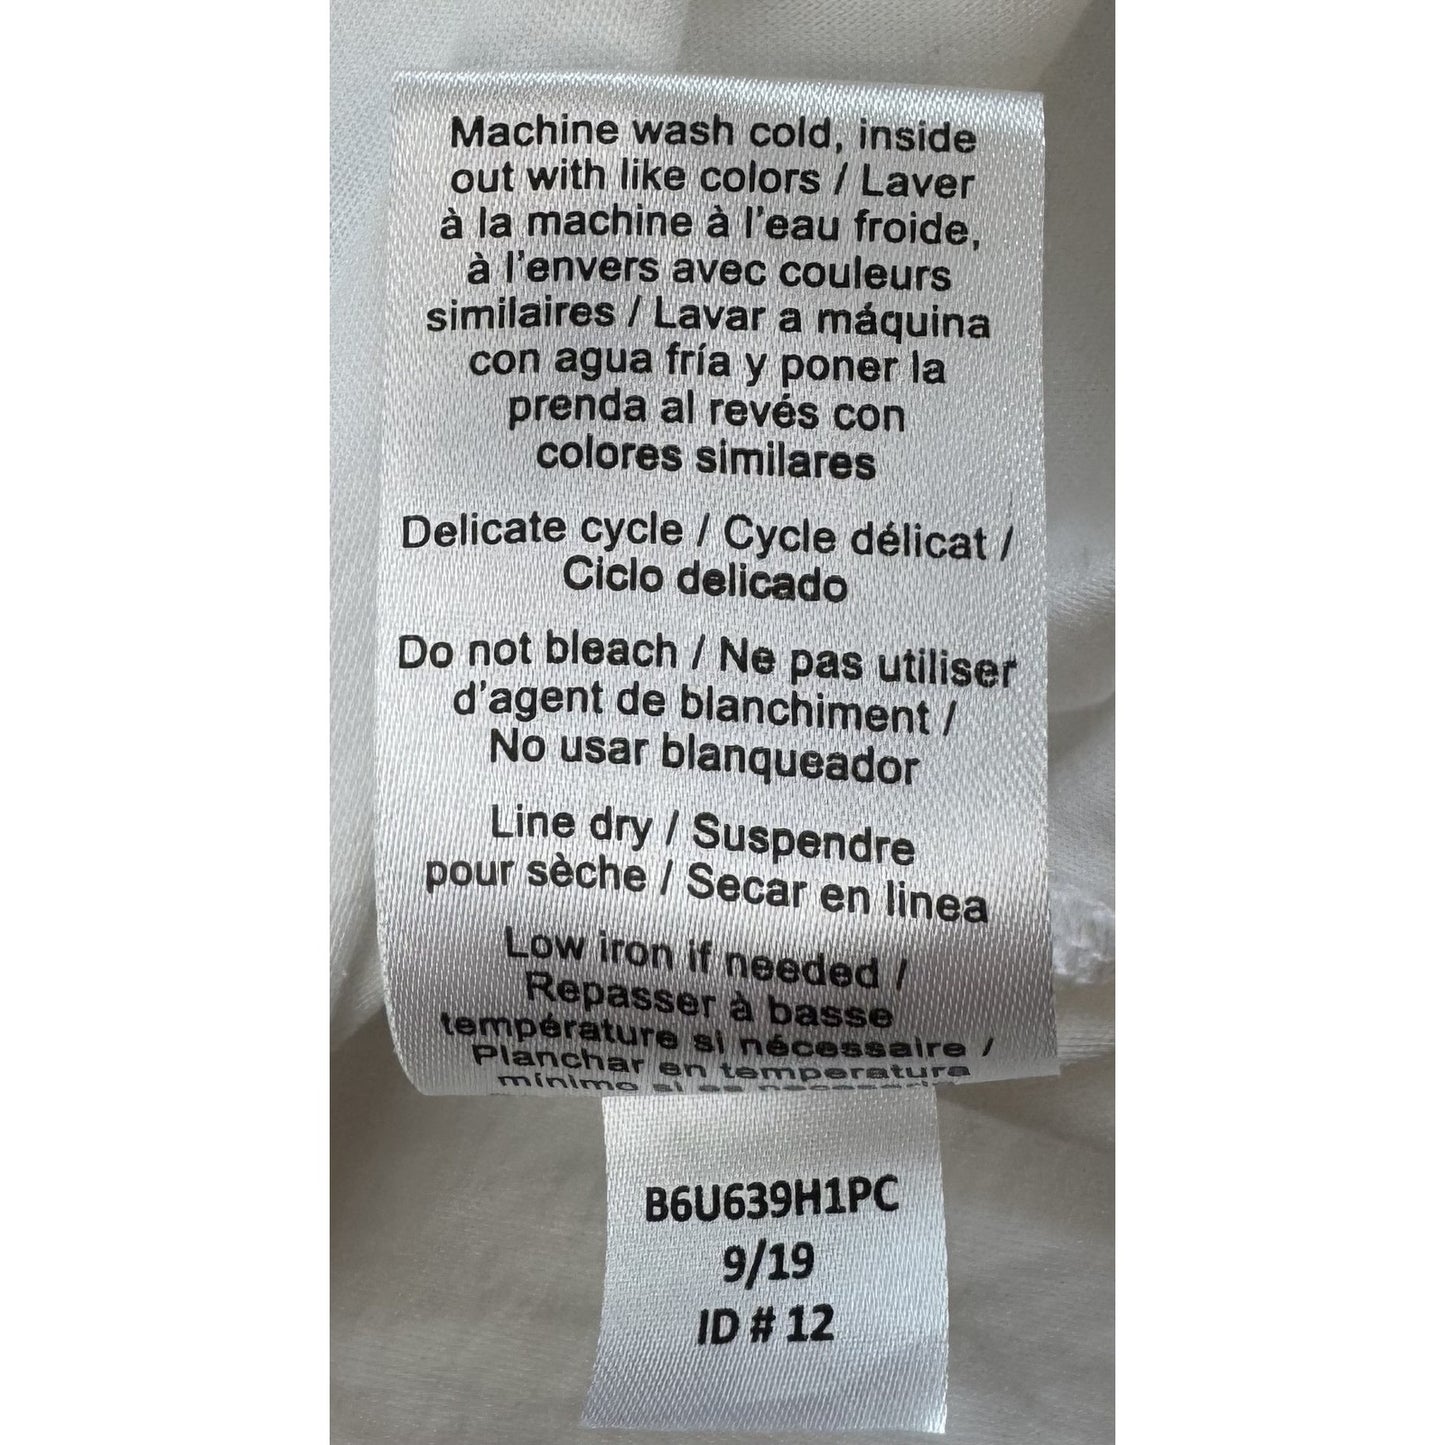 Machine wash cold, inside
out with like colors / Laver
à la machine à l'eau froide,
à l'envers avec couleurs
similaires / Lavar a máquina
con agua fría y poner la
prenda al revés con
colores similares
Delicate cycle / Cycle délicat /
Ciclo delicado
Do not bleach / Ne pas utiliser
d'agent de blanchiment /
No usar blanqueador
Line dry / Suspendre
pour sèche / Secar en linea
Low iron if needed /
Repasser à basse
température si nécessaire /
Planchar en temperatura
mínimo si es
B6U639H1PC
9/19
ID # 12